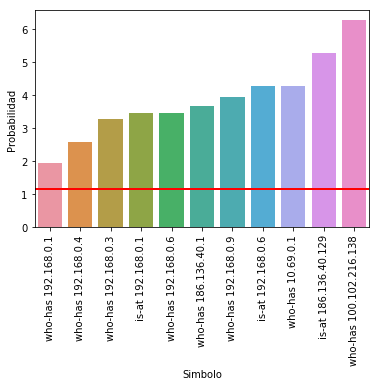 Probabilidad
6
5
4
3
2
1
0
who-has 192.168.0.1
who-has 192.168.0.4
who-has 192.168.0.3
is-at 192.168.0.1
who-has 192.168.0.6
who-has 186.136.40.1
who-has 192.168.0.9
is-at 192.168.0.6
who-has 10.69.0.1
is-at 186.136.40.129
who-has 100.102.216.138
Simbolo